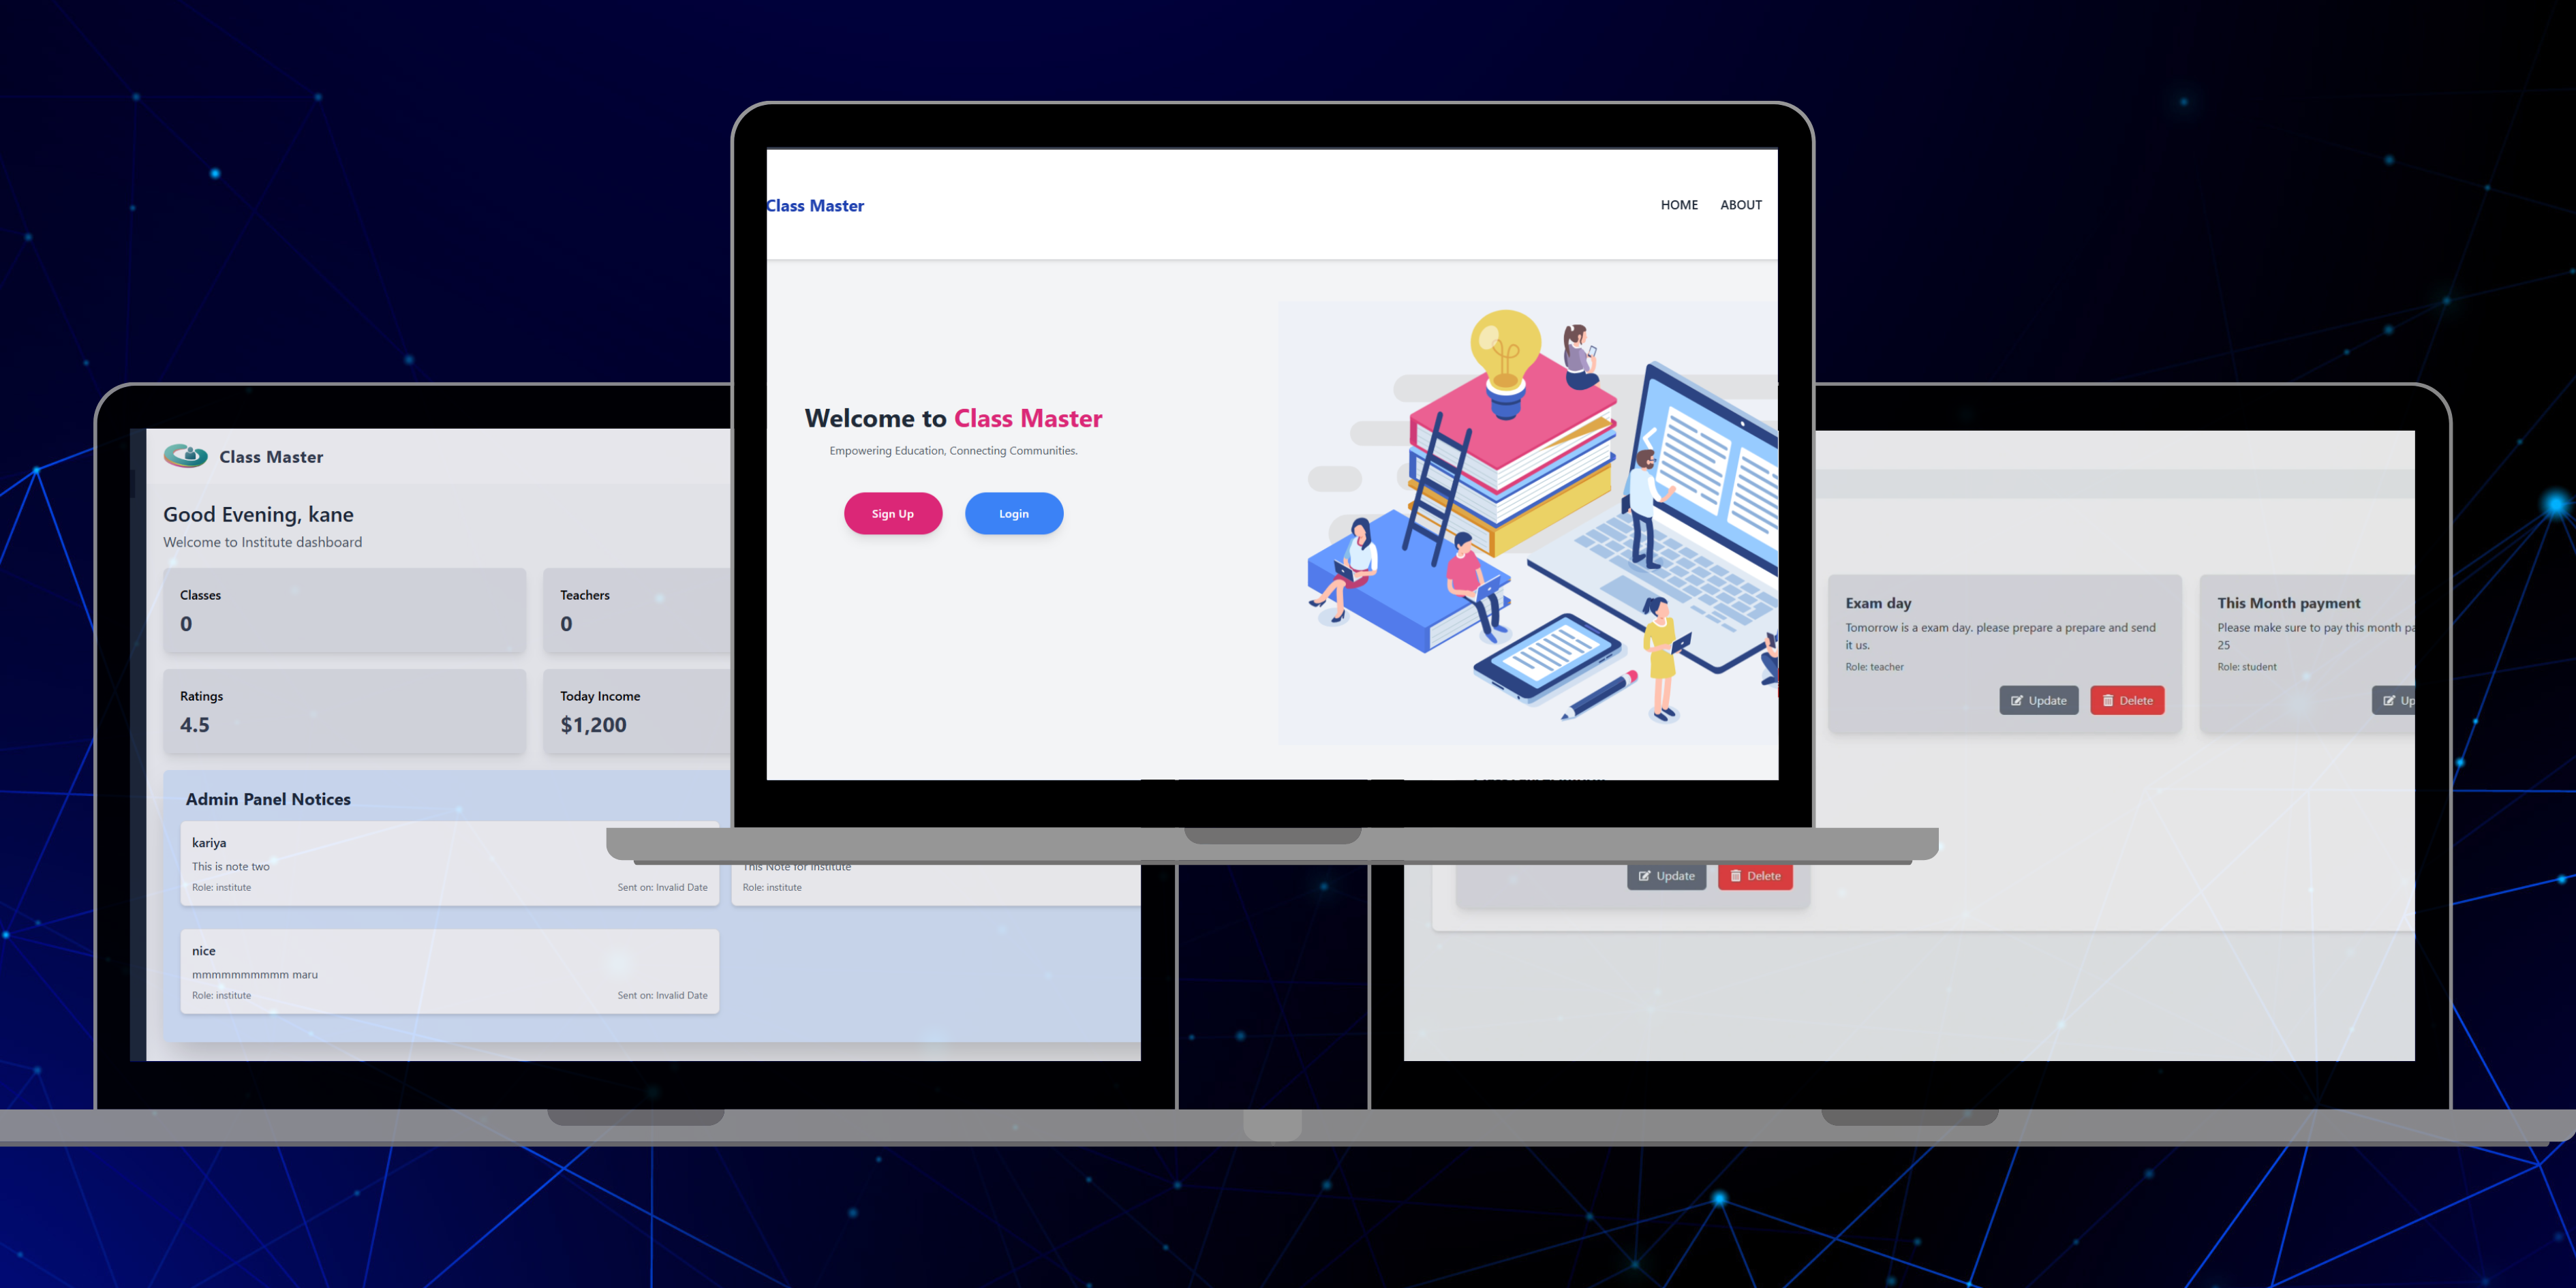 Class Master
HOME
ABOUT
Welcome to Class Master
Empowering Education, Connecting Communities.
Sign Up
Login
Class Master
Good Evening, kane
Welcome to Institute dashboard
Classes
0
Teachers
0
Ratings
4.5
Today Income
$1,200
Admin Panel Notices
kariya
This is note two
Role: institute
Sent on: Invalid Date
This Note for Institute
Role: institute
nice
mmmmmmmmmm maru
Role: institute
Sent on: Invalid Date
Exam day
Tomorrow is a exam day. please prepare a prepare and send
it us.
Role: teacher
Update
Delete
This Month payment
Please make sure to pay this month pa
25
Role: student
Up
Update
Delete